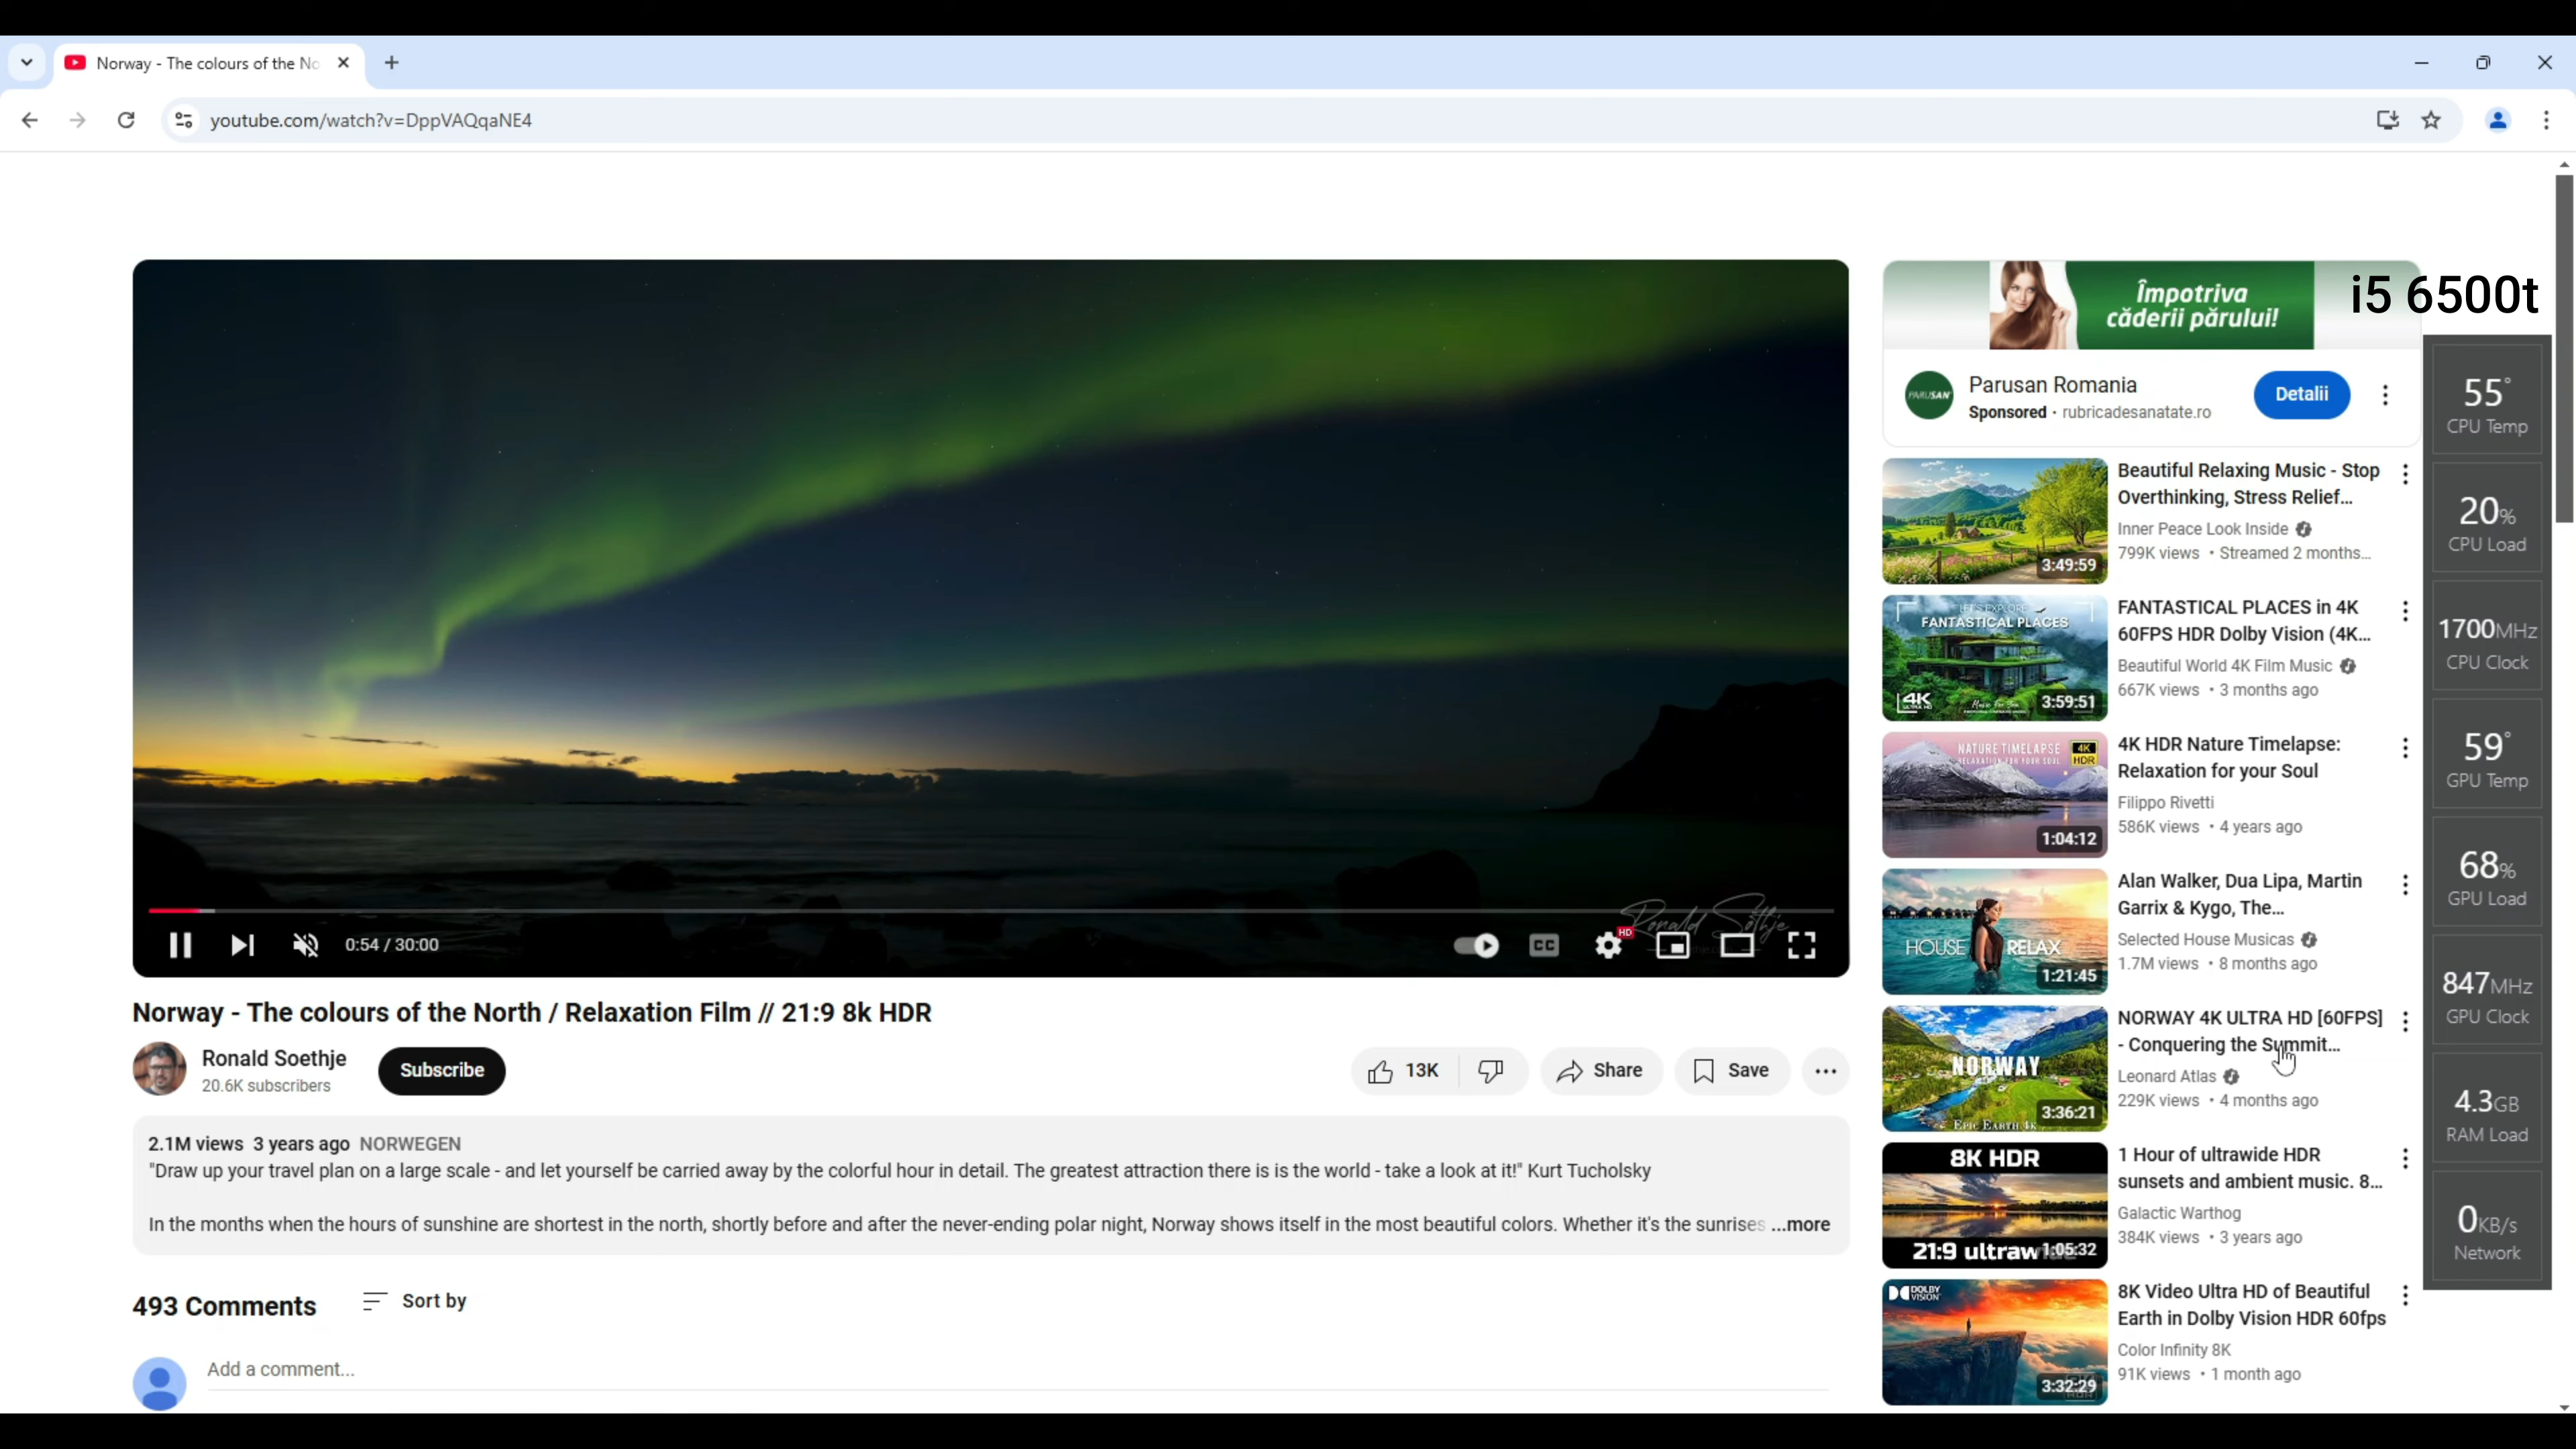 Norway - The colours of the No
youtube.com/watch?v=DppVAQqaNE4
0:54 / 30:00
CC
HD
Norway - The colours of the North / Relaxation Film // 21:9 8k HDR
Ronald Soethje
20.6K subscribers
Subscribe
13K
Share
Save
2.1M views 3 years ago NORWEGEN
"Draw up your travel plan on a large scale - and let yourself be carried away by the colorful hour in detail. The greatest attraction there is is the world - take a look at it!" Kurt Tucholsky
In the months when the hours of sunshine are shortest in the north, shortly before and after the never-ending polar night, Norway shows itself in the most beautiful colors. Whether it's the sunrises ...more
493 Comments
Sort by
Add a comment...
Împotriva
căderii părului!
PARUSAN
Parusan Romania
Sponsored · rubricadesanatate.ro
Detalii
3:49:59
Beautiful Relaxing Music - Stop
Overthinking, Stress Relief...
Inner Peace Look Inside
799K views · Streamed 2 months...
LET'S EXPLORE
FANTASTICAL PLACES
4K
3:59:51
FANTASTICAL PLACES in 4K
60FPS HDR Dolby Vision (4K...
Beautiful World 4K Film Music
667K views · 3 months ago
NATURE TIMELAPSE
RELAXATION FOR YOUR SOUL
4K
HDR
1:04:12
4K HDR Nature Timelapse:
Relaxation for your Soul
Filippo Rivetti
586K views · 4 years ago
HOUSE RELAX
1:21:45
Alan Walker, Dua Lipa, Martin
Garrix & Kygo, The...
Selected House Musicas
1.7M views · 8 months ago
NORWAY
EPIC EARTH 4K
3:36:21
NORWAY 4K ULTRA HD [60FPS]
- Conquering the Summit...
Leonard Atlas
229K views · 4 months ago
8K HDR
21:9 ultraw
1:05:32
1 Hour of ultrawide HDR
sunsets and ambient music. 8...
Galactic Warthog
384K views · 3 years ago
DOLBY
VISION
3:32:29
8K Video Ultra HD of Beautiful
Earth in Dolby Vision HDR 60fps
Color Infinity 8K
91K views · 1 month ago
i5 6500t
55°
CPU Temp
20%
CPU Load
1700MHz
CPU Clock
59°
GPU Temp
68%
GPU Load
847MHz
GPU Clock
4.3GB
RAM Load
0KB/s
Network